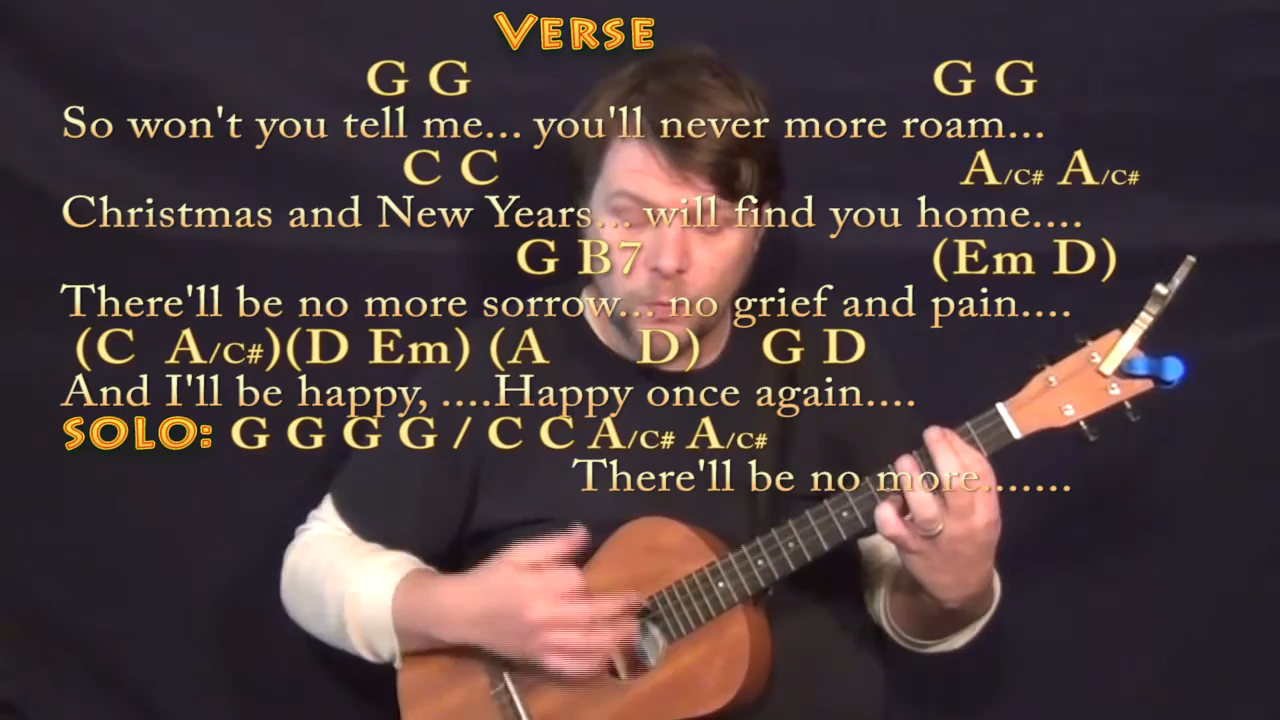 VERSE
G G G G
So won't you tell me... you'll never more roam...
C C A/C# A/C#
Christmas and New Years... will find you home....
G B7 (Em D)
There'll be no more sorrow... no grief and pain....
(C A/C#)(D Em) (A D) G D
And I'll be happy, ....Happy once again....
SOLO: G G G G / C C A/C# A/C#
There'll be no more.......